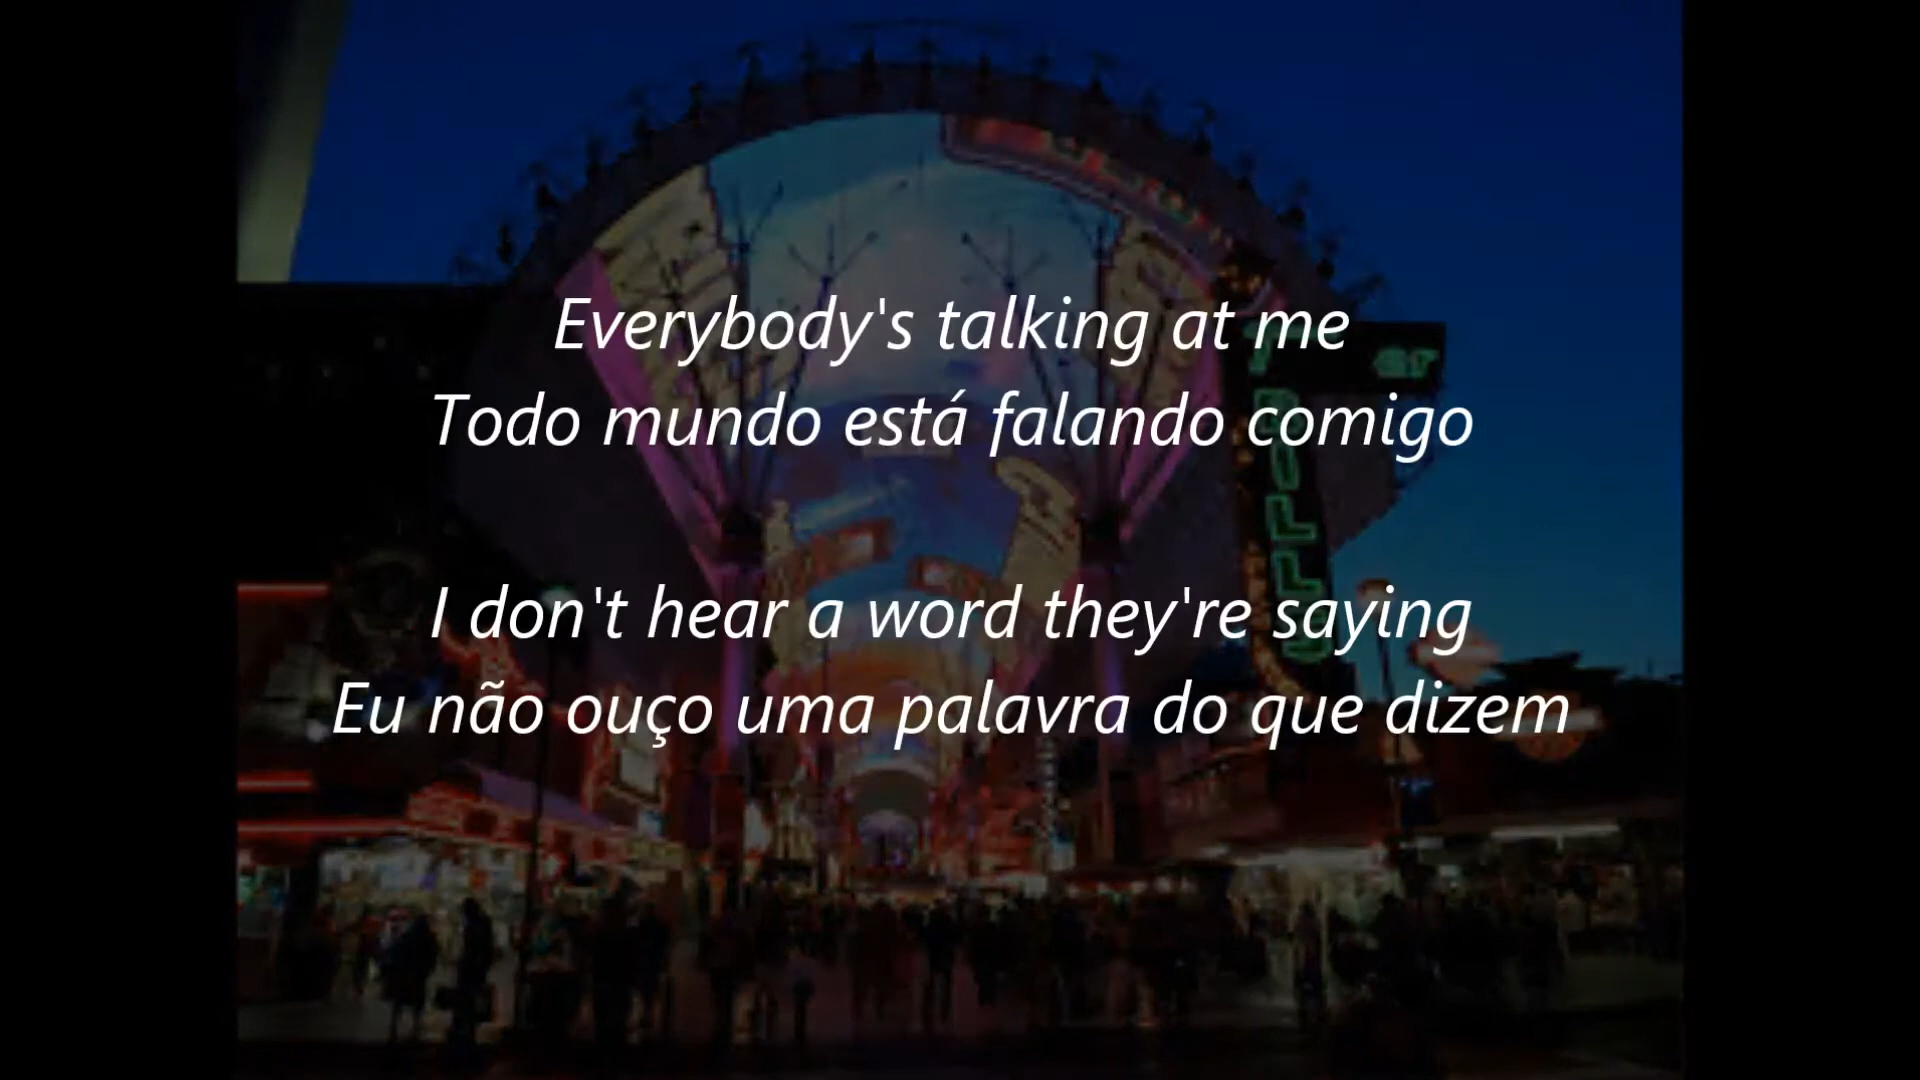 Everybody's talking at me
Todo mundo está falando comigo
I don't hear a word they're saying
Eu não ouço uma palavra do que dizem